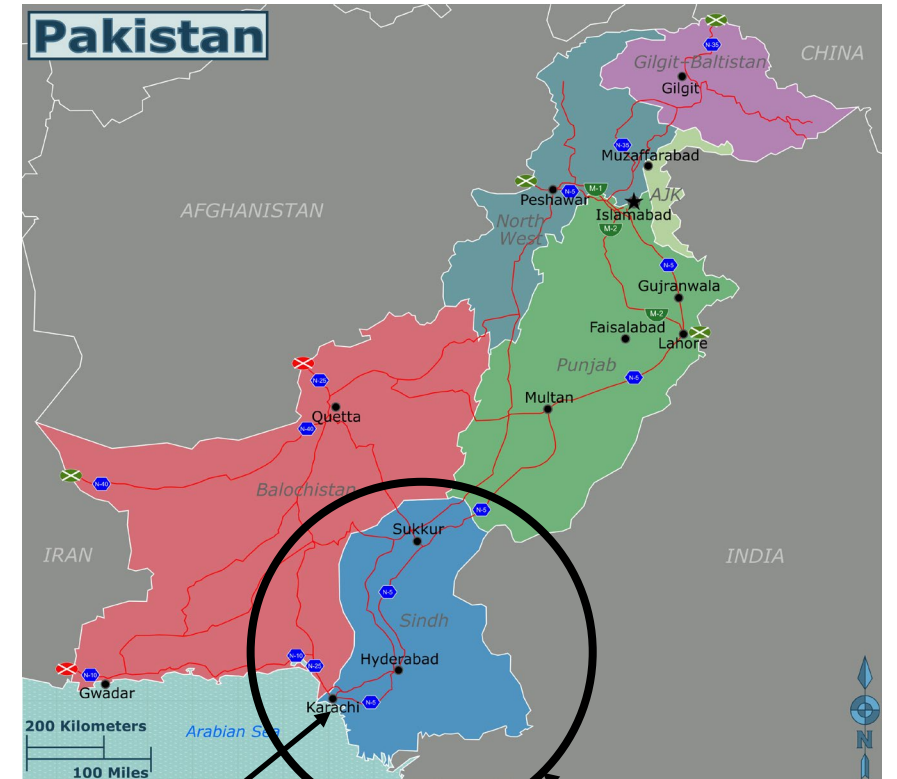 Pakistan
CHINA
N-35
Gilgit-Baltistan
Gilgit
N-35
Muzaffarabad
AFGHANISTAN
N-5
M-1
AJK
Peshawar
Islamabad
North
West
M-2
N-5
Gujranwala
M-2
Faisalabad
Lahore
Punjab
N-5
N-25
Multan
Quetta
N-40
N-40
Balochistan
N-5
Sukkur
IRAN
INDIA
N-5
Sindh
N-10
N-25
Hyderabad
N-10
Gwadar
Karachi
N-5
200 Kilometers
Arabian Sea
N
100 Miles